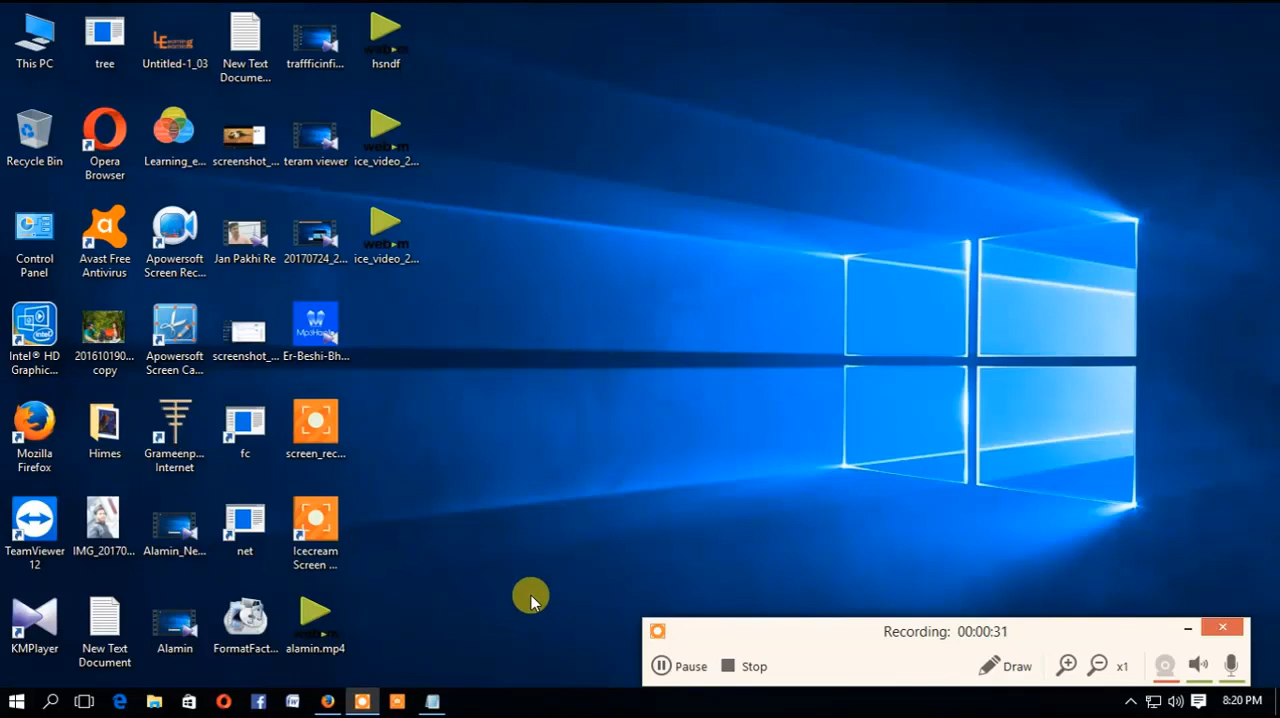 This PC
tree
Untitled-1_03
New Text
Docume...
traffficinfi...
hsndf
Recycle Bin
Opera
Browser
Learning_e...
screenshot_...
teram viewer
ice_video_2...
Control
Panel
Avast Free
Antivirus
Apowersoft
Screen Rec...
Jan Pakhi Re
20170724_2...
ice_video_2...
Intel® HD
Graphic...
201610190...
copy
Apowersoft
Screen Ca...
screenshot_...
Er-Beshi-Bh...
Mozilla
Firefox
Himes
Grameenp...
Internet
fc
screen_rec...
TeamViewer
12
IMG_20170...
Alamin_Ne...
net
Icecream
Screen ...
KMPlayer
New Text
Document
Alamin
FormatFact...
alamin.mp4
Recording: 00:00:31
Pause
Stop
Draw
x1
8:20 PM